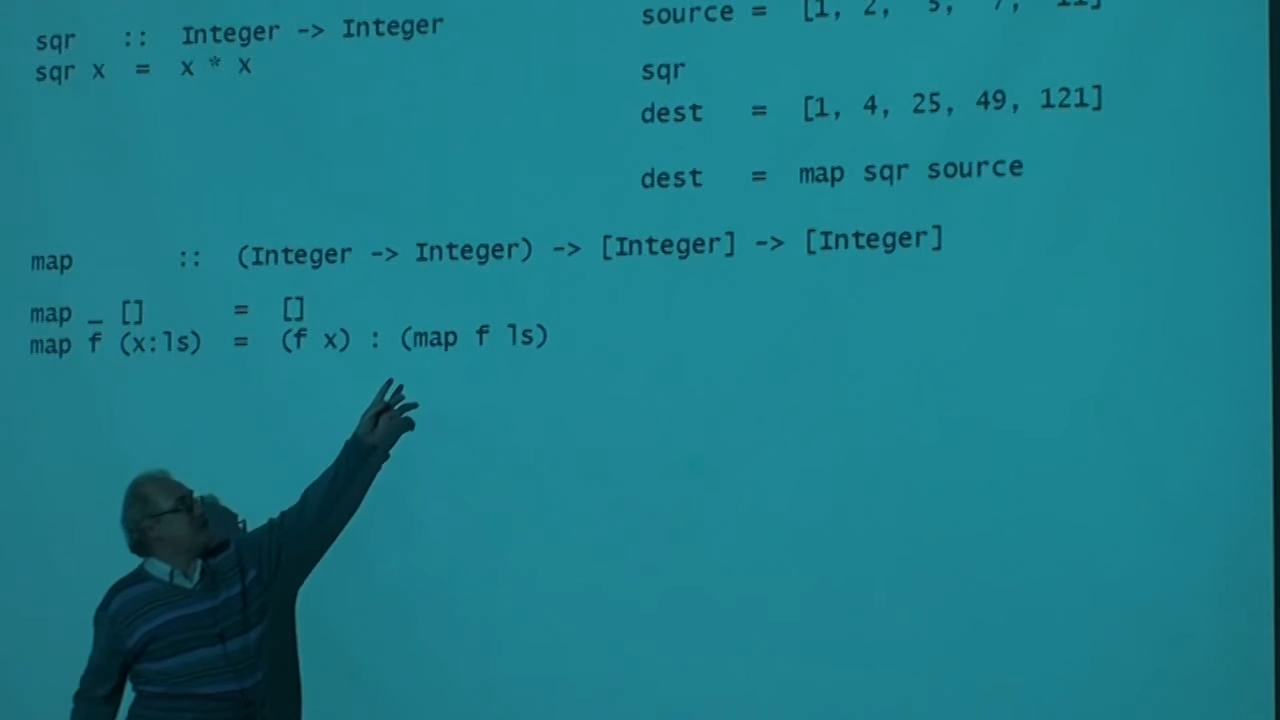 sqr :: Integer -> Integer
sqr x = x * x
source = [1, 2, 5, 7, 11]
sqr
dest = [1, 4, 25, 49, 121]
dest = map sqr source
map :: (Integer -> Integer) -> [Integer] -> [Integer]
map _ [] = []
map f (x:ls) = (f x) : (map f ls)